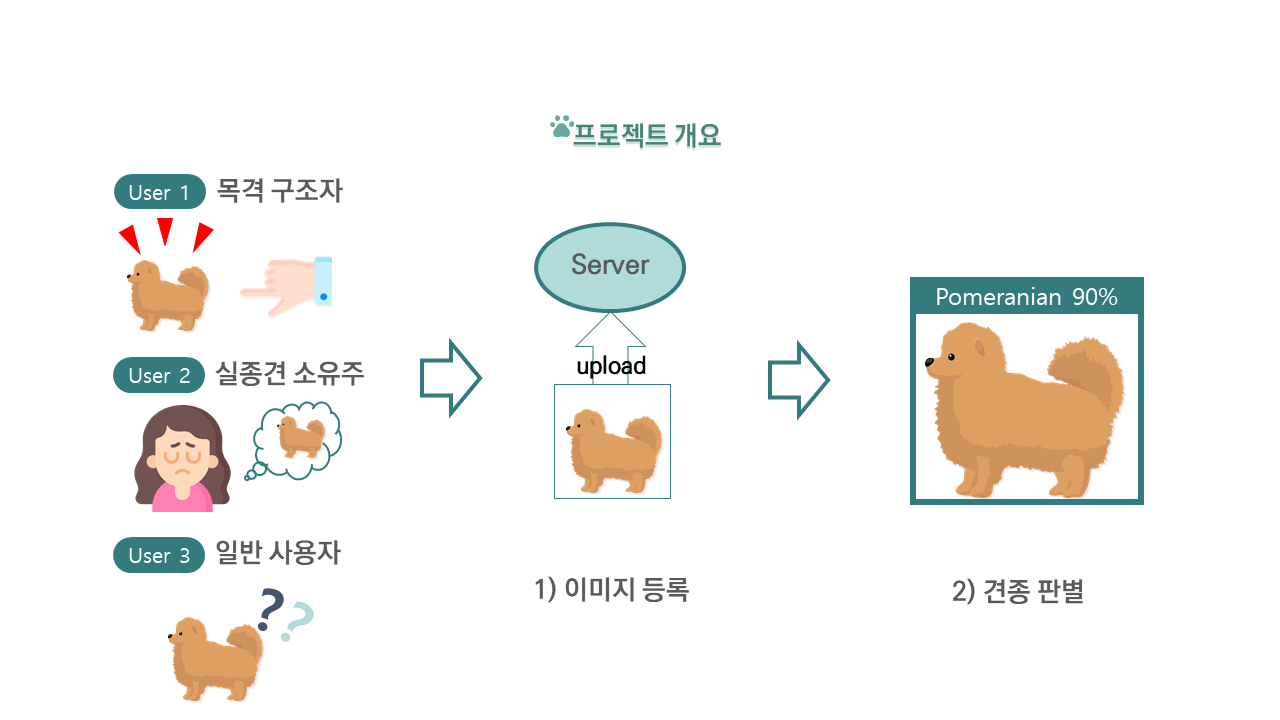 프로젝트 개요
User 1 목격 구조자
User 2 실종견 소유주
User 3 일반 사용자
??
Server
upload
1) 이미지 등록
Pomeranian 90%
2) 견종 판별